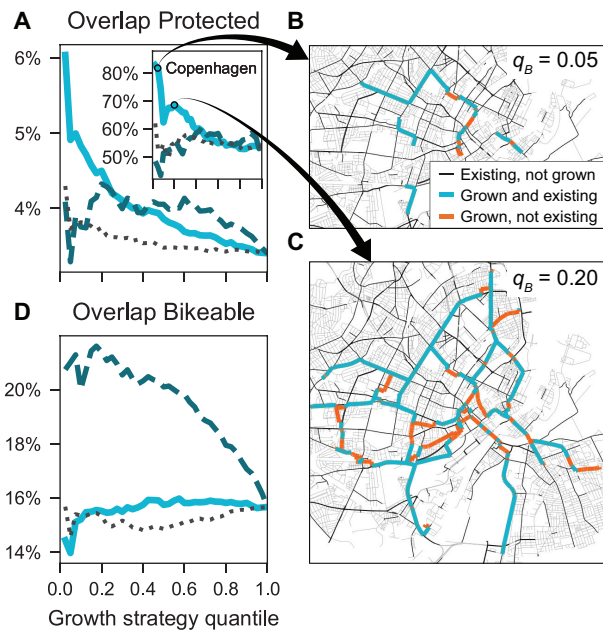 A Overlap Protected
6%
5%
4%
Copenhagen
80%
70%
60%
50%
B
q_B = 0.05
Existing, not grown
Grown and existing
Grown, not existing
C
q_B = 0.20
D Overlap Bikeable
20%
18%
16%
14%
0.0 0.2 0.4 0.6 0.8 1.0
Growth strategy quantile